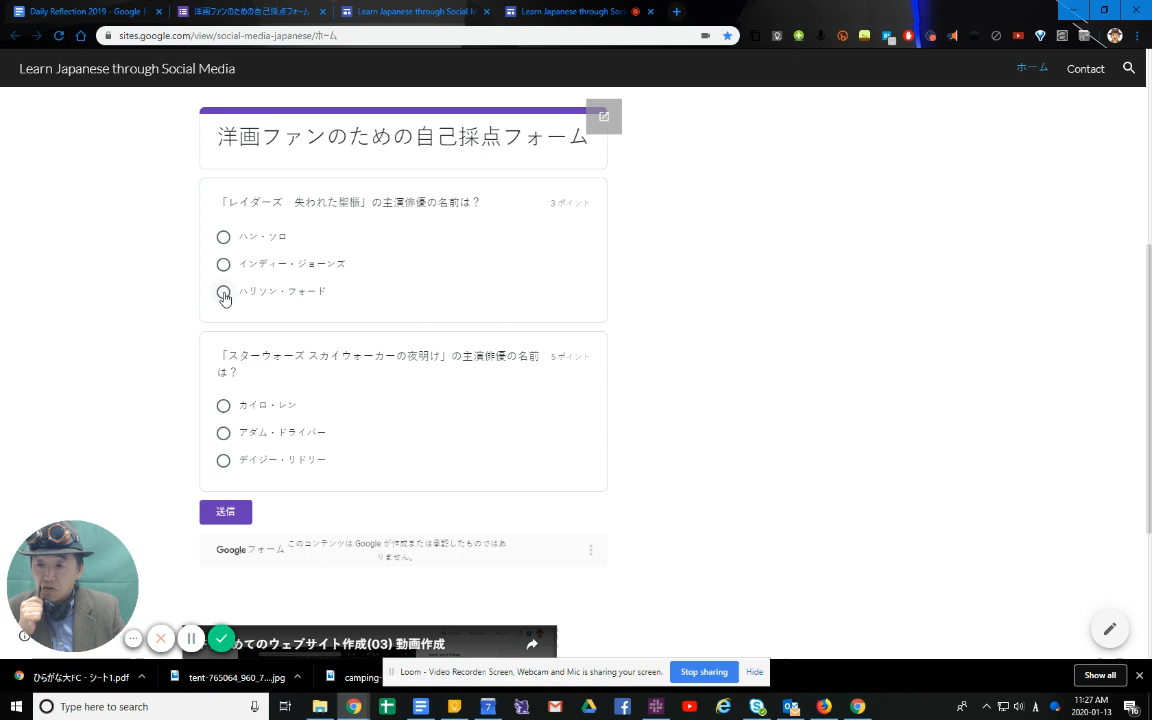 Daily Reflection 2019 - Google F
洋画ファンのための自己採点フォーム
Learn Japanese through Social M
Learn Japanese through Soc
sites.google.com/view/social-media-japanese/ホーム
Learn Japanese through Social Media
ホーム
Contact
洋画ファンのための自己採点フォーム
「レイダーズ　失われた聖櫃」の主演俳優の名前は？
3 ポイント
ハン・ソロ
インディー・ジョーンズ
ハリソン・フォード
「スターウォーズ スカイウォーカーの夜明け」の主演俳優の名前
は？
5 ポイント
カイロ・レン
アダム・ドライバー
デイジー・リドリー
送信
Google フォーム
このコンテンツは Google が作成または承認したものではあ
りません。
めてのウェブサイト作成(03) 動画作成
Loom - Video Recorder: Screen, Webcam and Mic is sharing your screen.
Stop sharing
Hide
ひらがな大FC - シート1.pdf
tent-765064_960_7....jpg
camping-
Show all
Type here to search
11:27 AM
2020-01-13
16